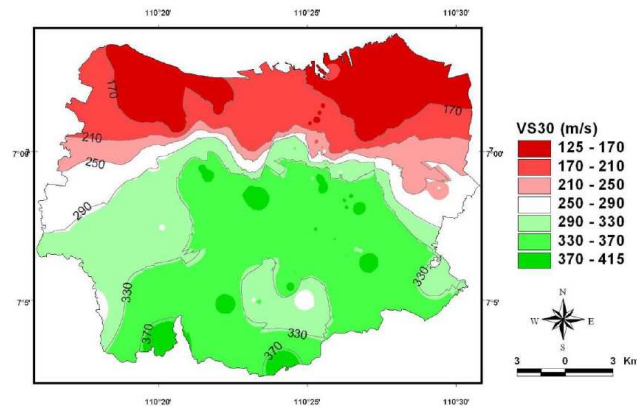 110°20' 110°25' 110°30'
170
170
210
250
7°00' 7°00'
290
330
330
7°5' 7°5'
330
370
370
110°20' 110°25' 110°30'
VS30 (m/s)
125 - 170
170 - 210
210 - 250
250 - 290
290 - 330
330 - 370
370 - 415
N
W E
S
3 0 3 Km